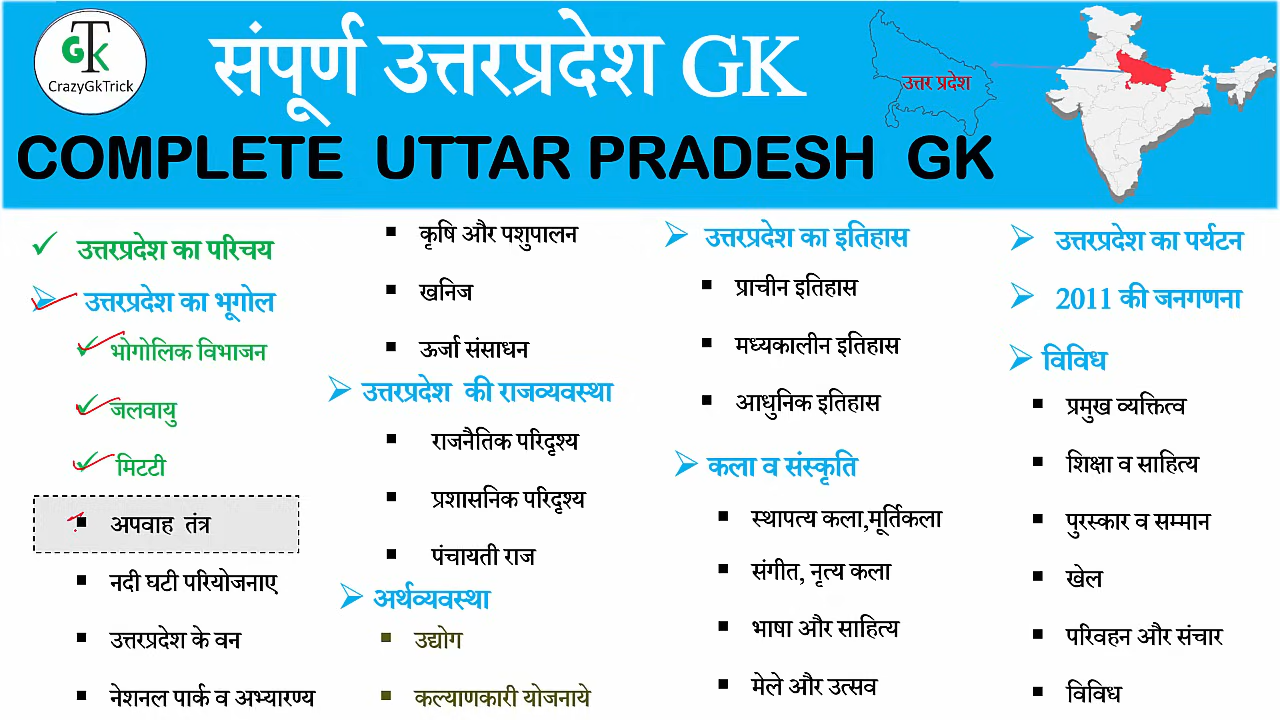 GTK
CrazyGkTrick
संपूर्ण उत्तरप्रदेश GK
उत्तर प्रदेश
COMPLETE UTTAR PRADESH GK
उत्तरप्रदेश का परिचय
उत्तरप्रदेश का भूगोल
भोगोलिक विभाजन
जलवायु
मिटटी
अपवाह तंत्र
नदी घटी परियोजनाए
उत्तरप्रदेश के वन
नेशनल पार्क व अभ्यारण्य
कृषि और पशुपालन
खनिज
ऊर्जा संसाधन
उत्तरप्रदेश की राजव्यवस्था
राजनैतिक परिदृश्य
प्रशासनिक परिदृश्य
पंचायती राज
अर्थव्यवस्था
उद्योग
कल्याणकारी योजनाये
उत्तरप्रदेश का इतिहास
प्राचीन इतिहास
मध्यकालीन इतिहास
आधुनिक इतिहास
कला व संस्कृति
स्थापत्य कला,मूर्तिकला
संगीत, नृत्य कला
भाषा और साहित्य
मेले और उत्सव
उत्तरप्रदेश का पर्यटन
2011 की जनगणना
विविध
प्रमुख व्यक्तित्व
शिक्षा व साहित्य
पुरस्कार व सम्मान
खेल
परिवहन और संचार
विविध